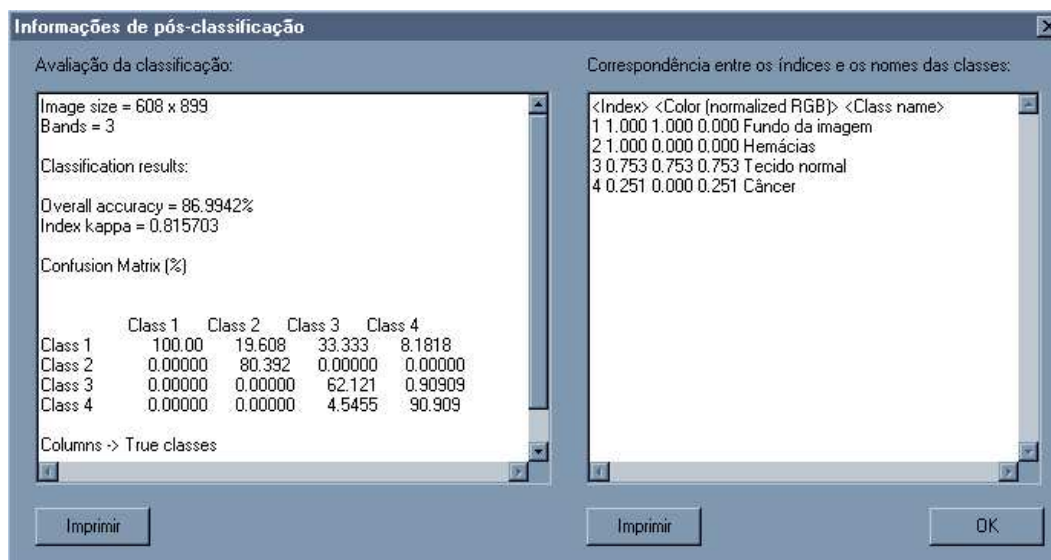 Informações de pós-classificação
Avaliação da classificação:
Image size = 608 x 899
Bands = 3
Classification results:
Overall accuracy = 86.9942%
Index kappa = 0.815703
Confusion Matrix (%)
Class 1 Class 2 Class 3 Class 4
Class 1 100.00 19.608 33.333 8.1818
Class 2 0.00000 80.392 0.00000 0.00000
Class 3 0.00000 0.00000 62.121 0.90909
Class 4 0.00000 0.00000 4.5455 90.909
Columns -> True classes
Imprimir
Correspondência entre os índices e os nomes das classes:
<Index> <Color (normalized RGB)> <Class name>
1 1.000 1.000 0.000 Fundo da imagem
2 1.000 0.000 0.000 Hemácias
3 0.753 0.753 0.753 Tecido normal
4 0.251 0.000 0.251 Câncer
Imprimir
OK